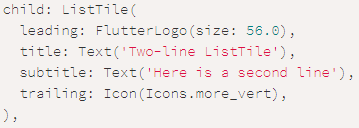 child: ListTile(
  leading: FlutterLogo(size: 56.0),
  title: Text('Two-line ListTile'),
  subtitle: Text('Here is a second line'),
  trailing: Icon(Icons.more_vert),
),